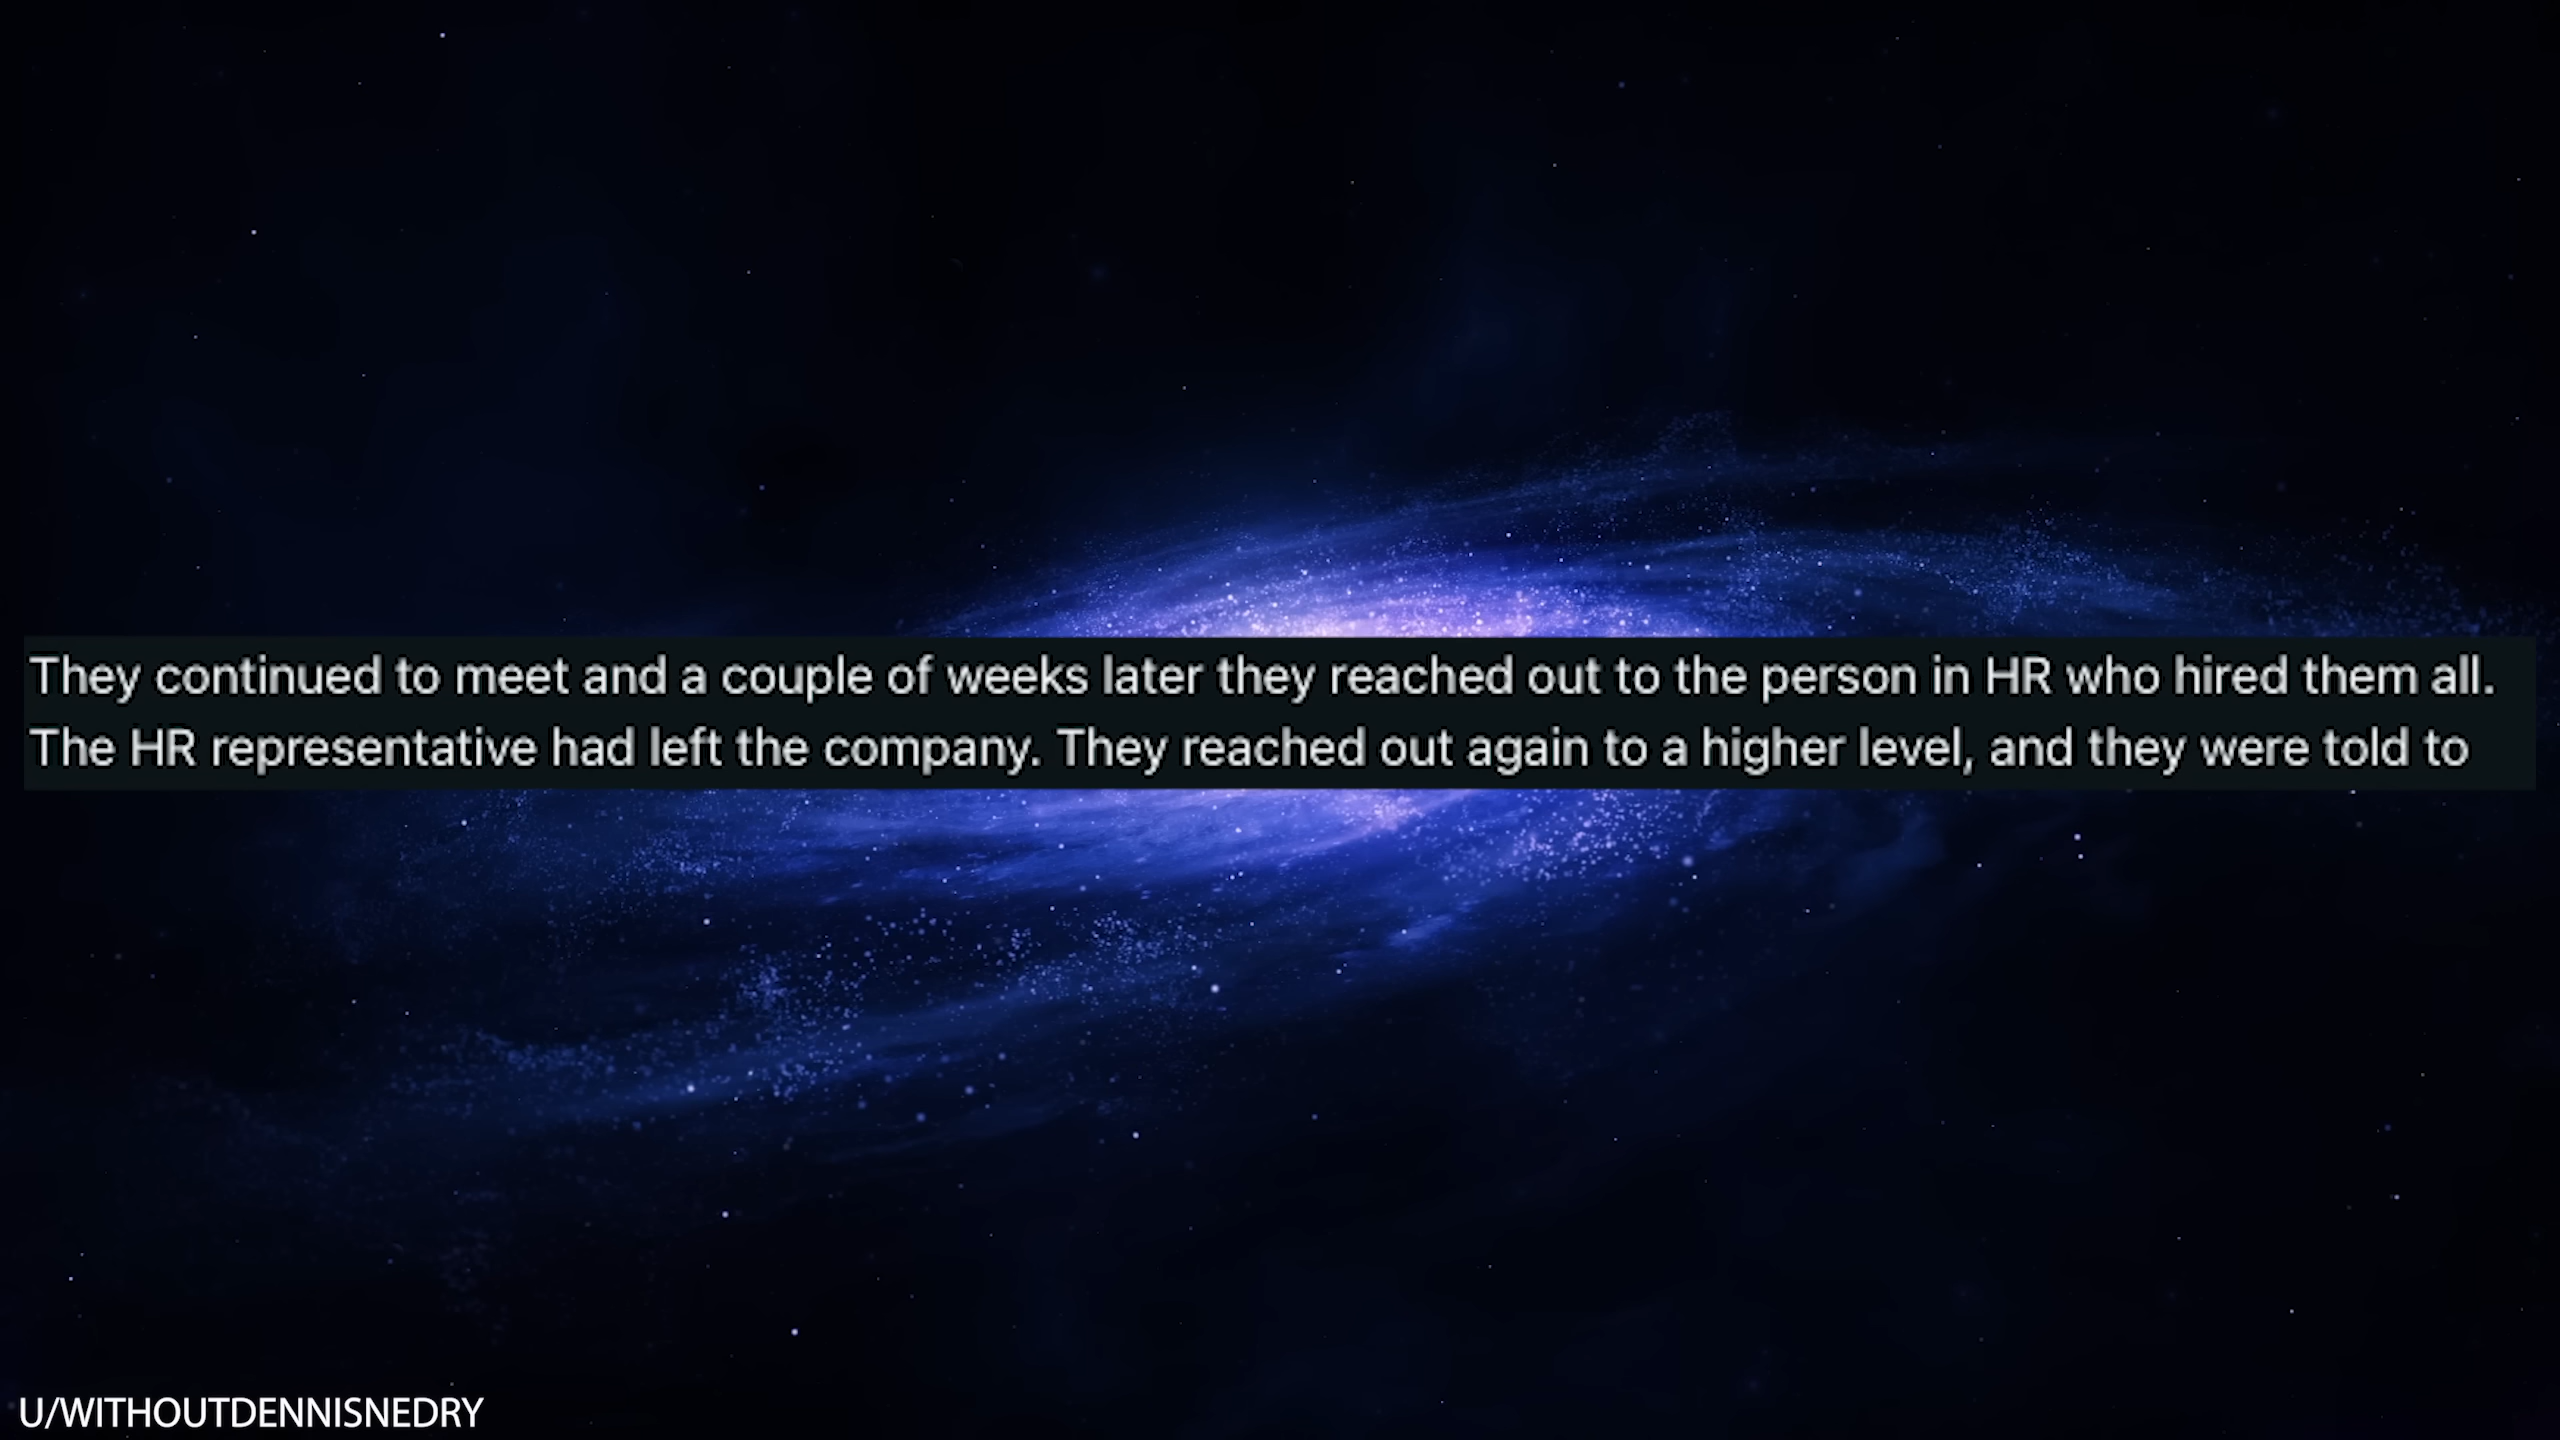 They continued to meet and a couple of weeks later they reached out to the person in HR who hired them all.
The HR representative had left the company. They reached out again to a higher level, and they were told to
U/WITHOUTDENNISNEDRY